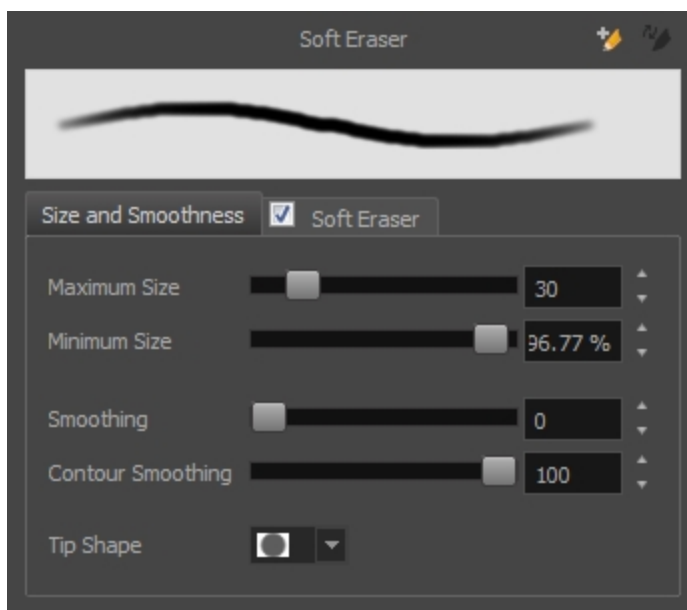 Soft Eraser
Size and Smoothness Soft Eraser
Maximum Size 30
Minimum Size 96.77 %
Smoothing 0
Contour Smoothing 100
Tip Shape